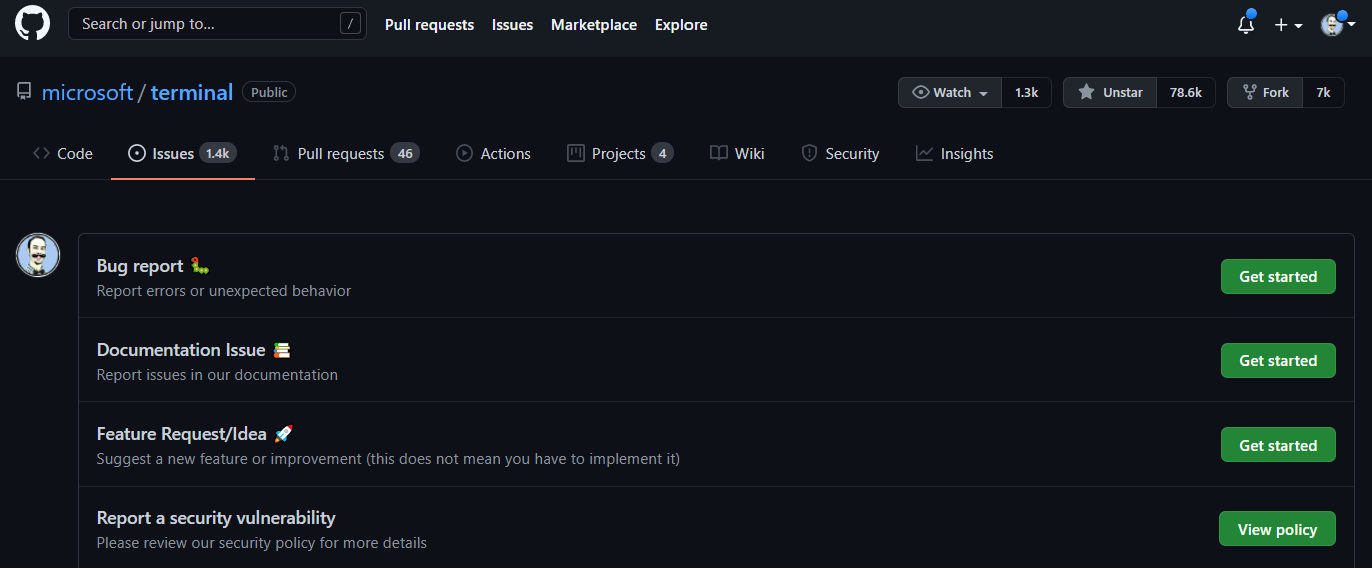 Search or jump to... /
Pull requests Issues Marketplace Explore
microsoft / terminal Public
Watch 1.3k Unstar 78.6k Fork 7k
Code Issues 1.4k Pull requests 46 Actions Projects 4 Wiki Security Insights
Bug report
Report errors or unexpected behavior
Get started
Documentation Issue
Report issues in our documentation
Get started
Feature Request/Idea
Suggest a new feature or improvement (this does not mean you have to implement it)
Get started
Report a security vulnerability
Please review our security policy for more details
View policy